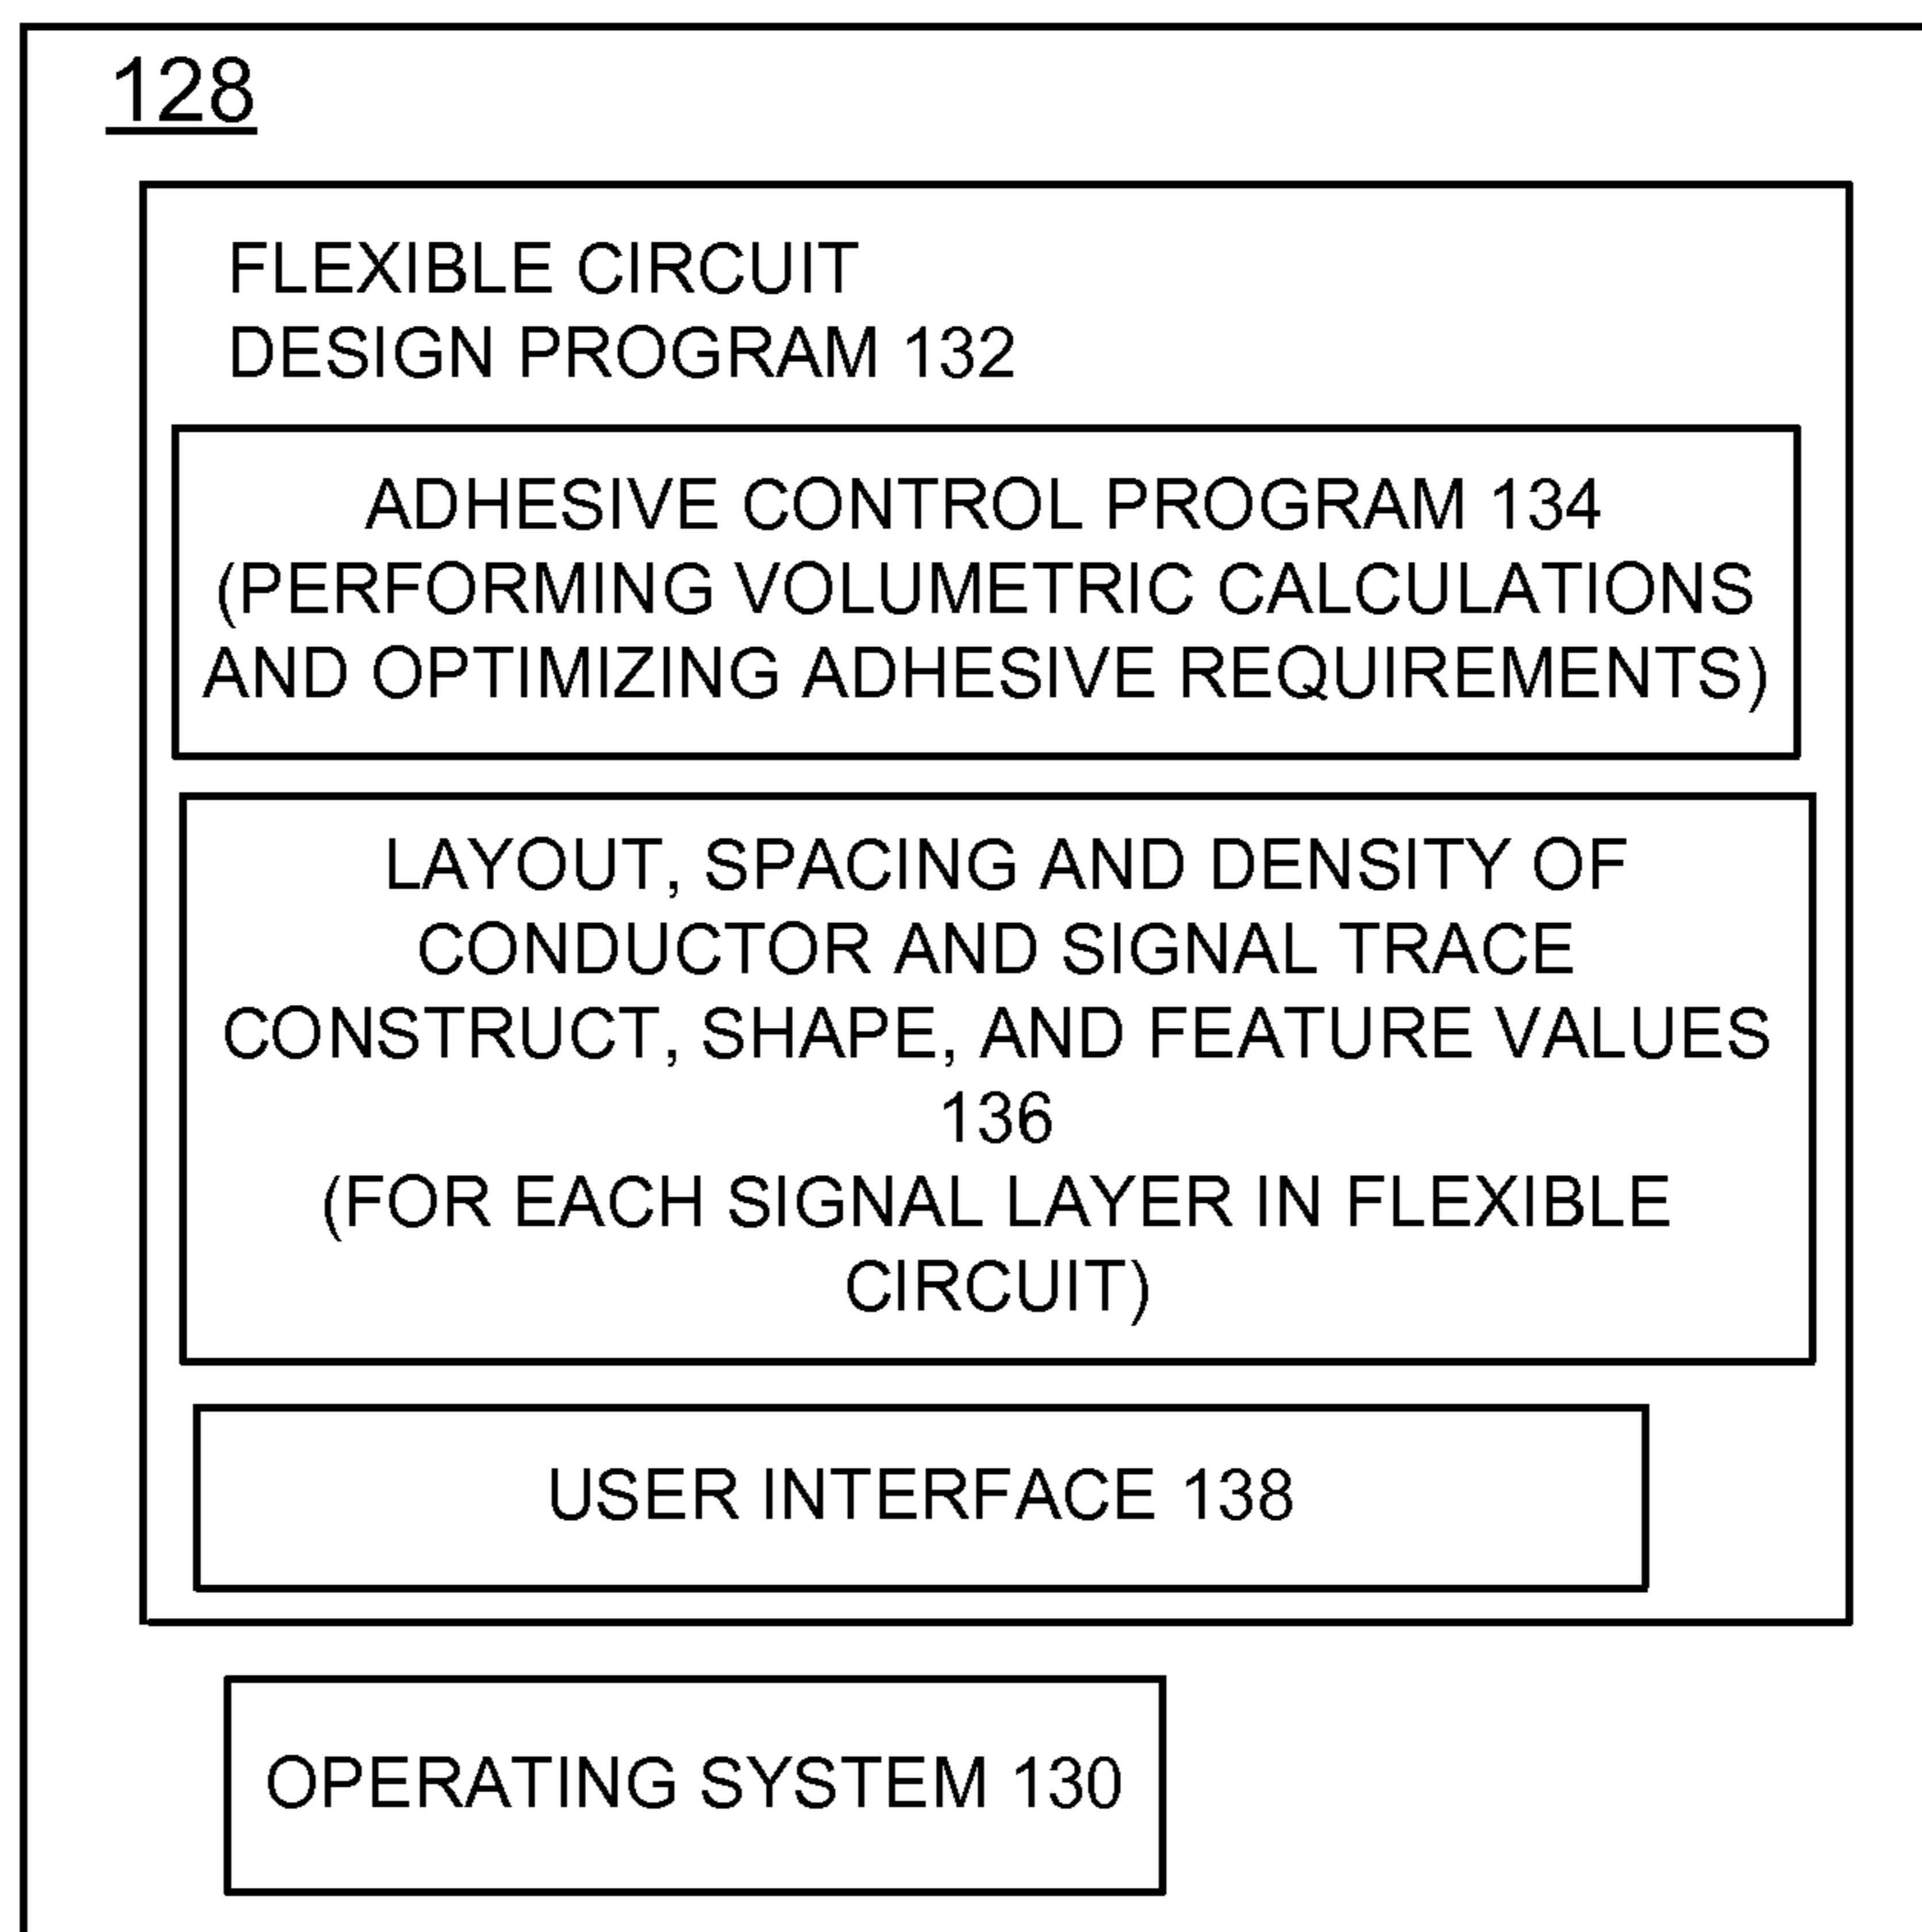 128
FLEXIBLE CIRCUIT
DESIGN PROGRAM 132
ADHESIVE CONTROL PROGRAM 134
(PERFORMING VOLUMETRIC CALCULATIONS
AND OPTIMIZING ADHESIVE REQUIREMENTS)
LAYOUT, SPACING AND DENSITY OF
CONDUCTOR AND SIGNAL TRACE
CONSTRUCT, SHAPE, AND FEATURE VALUES
136
(FOR EACH SIGNAL LAYER IN FLEXIBLE
CIRCUIT)
USER INTERFACE 138
OPERATING SYSTEM 130